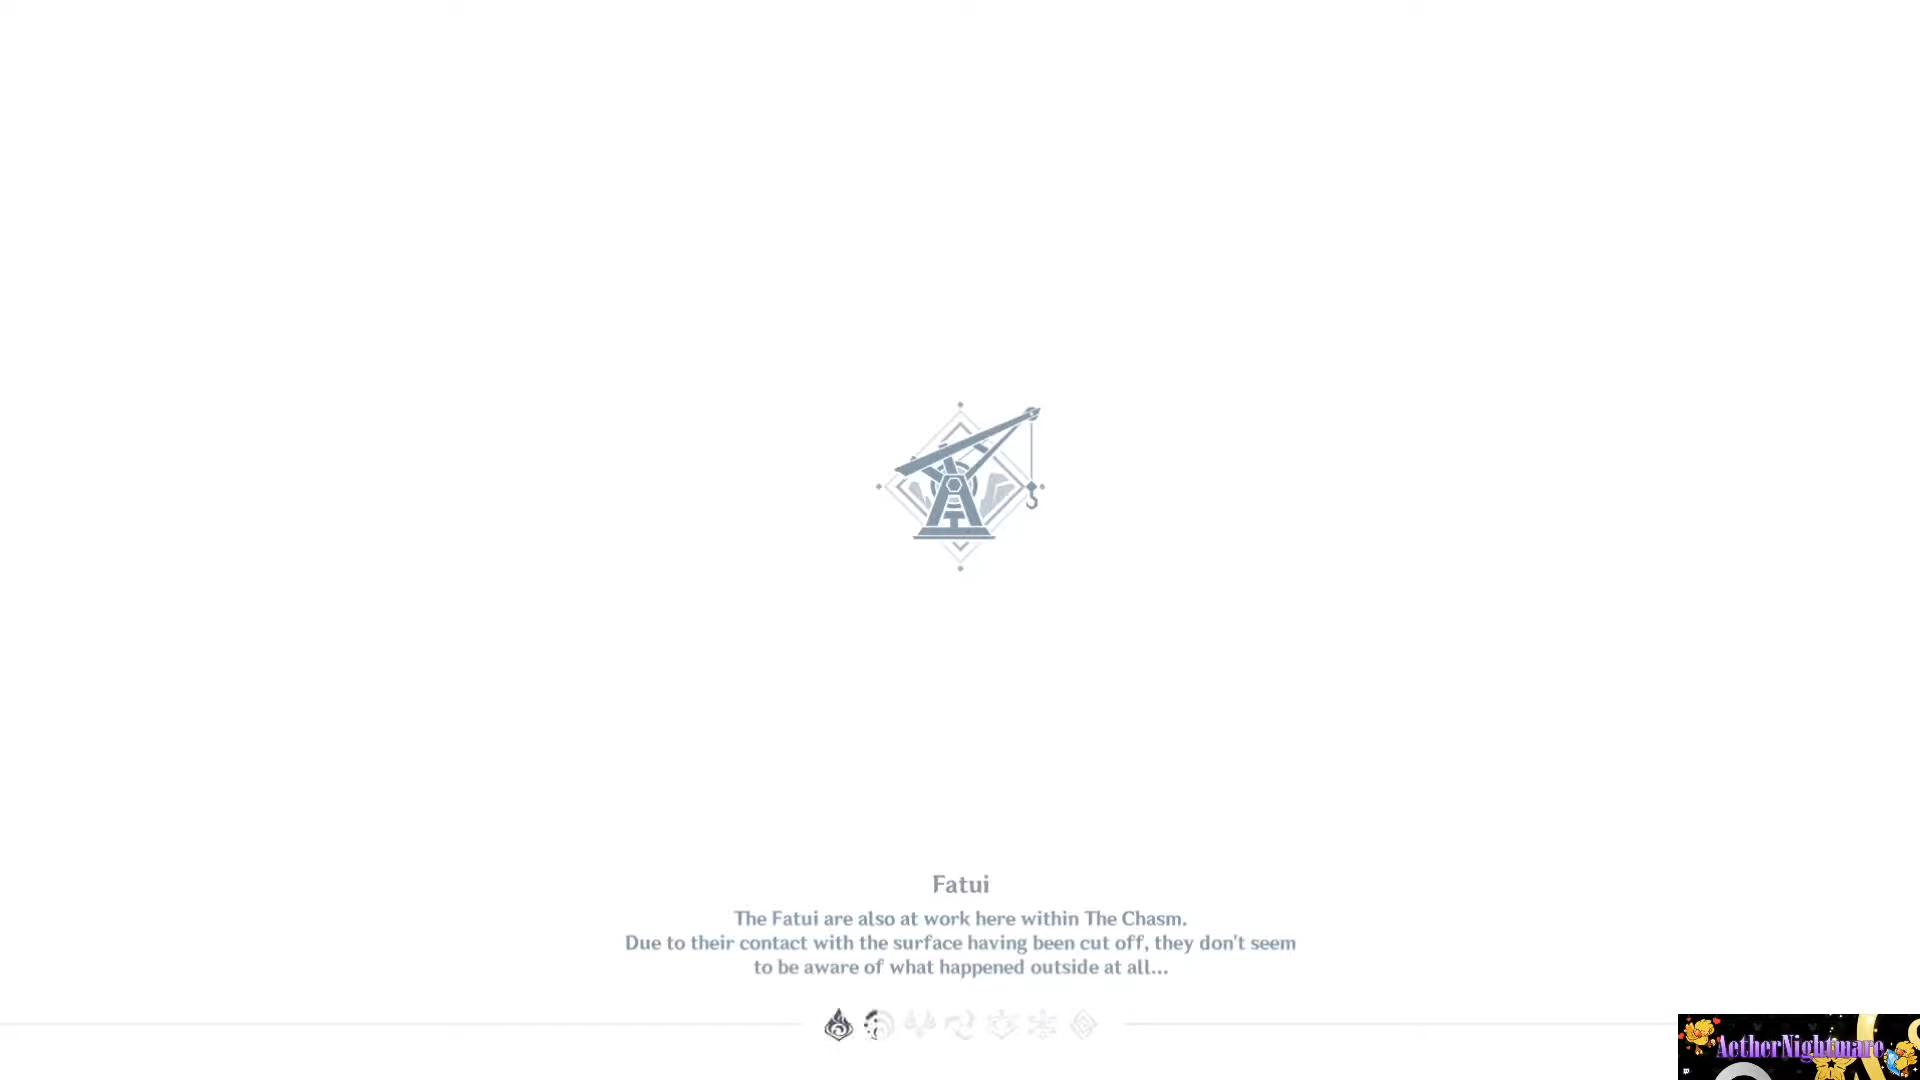 Fatui
The Fatui are also at work here within The Chasm.
Due to their contact with the surface having been cut off, they don't seem
to be aware of what happened outside at all...
AetherNightmare